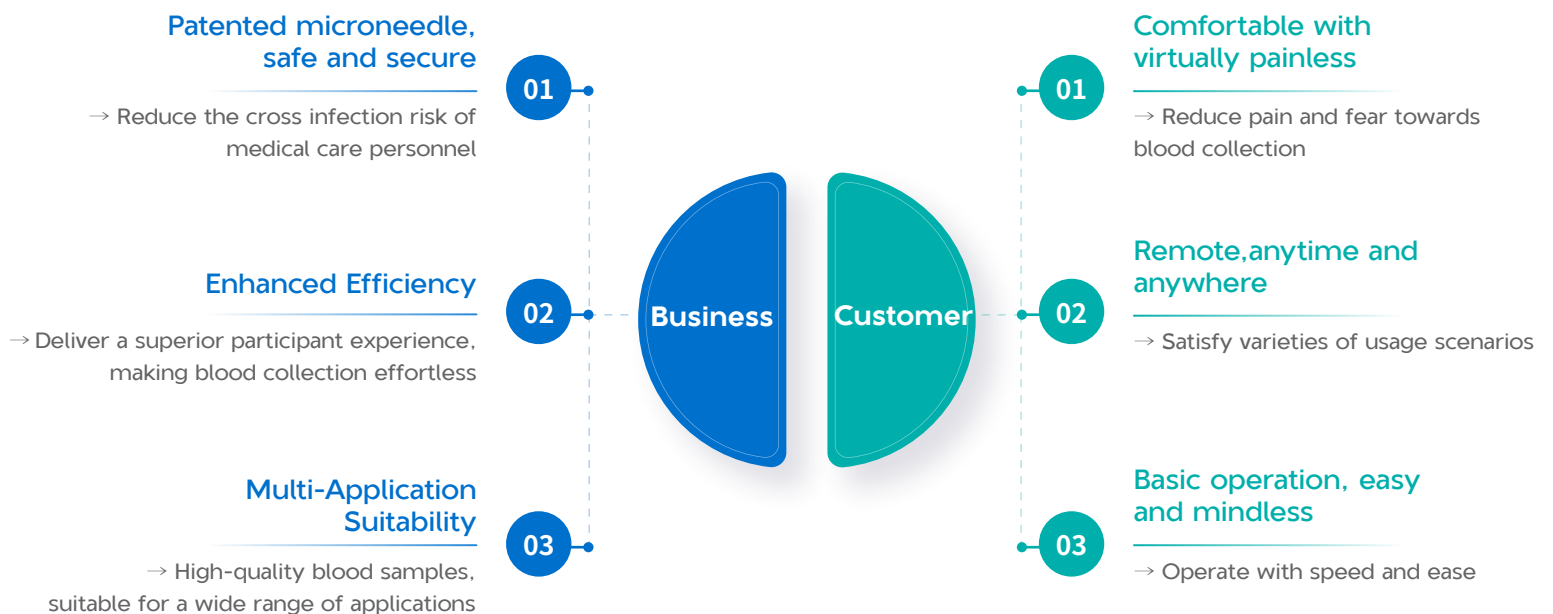 Patented microneedle,
safe and secure
01
→ Reduce the cross infection risk of
medical care personnel
Enhanced Efficiency
02
→ Deliver a superior participant experience,
making blood collection effortless
Multi-Application
Suitability
03
→ High-quality blood samples,
suitable for a wide range of applications
Business
Customer
Comfortable with
virtually painless
01
→ Reduce pain and fear towards
blood collection
Remote,anytime and
anywhere
02
→ Satisfy varieties of usage scenarios
Basic operation, easy
and mindless
03
→ Operate with speed and ease